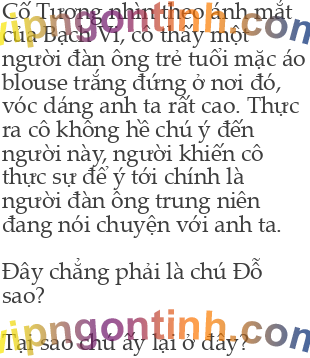 Cố Tương nhìn theo ánh mắt
của Bạch Vi, cô thấy một
người đàn ông trẻ tuổi mặc áo
blouse trắng đứng ở nơi đó,
vóc dáng anh ta rất cao. Thực
ra cô không hề chú ý đến
người này, người khiến cô
thực sự để ý tới chính là
người đàn ông trung niên
đang nói chuyện với anh ta.
Đây chẳng phải là chú Đỗ
sao?
Tại sao chú ấy lại ở đây?
vipngontinh.com
vipngontinh.com